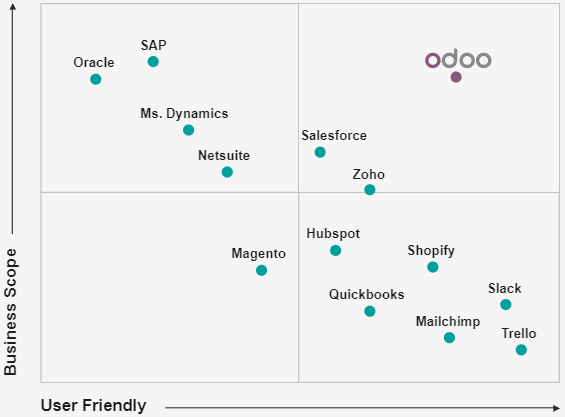 odoo
SAP
Oracle
Ms. Dynamics
Salesforce
Netsuite
Zoho
Hubspot
Shopify
Magento
Quickbooks
Slack
Mailchimp
Trello
Business Scope
User Friendly